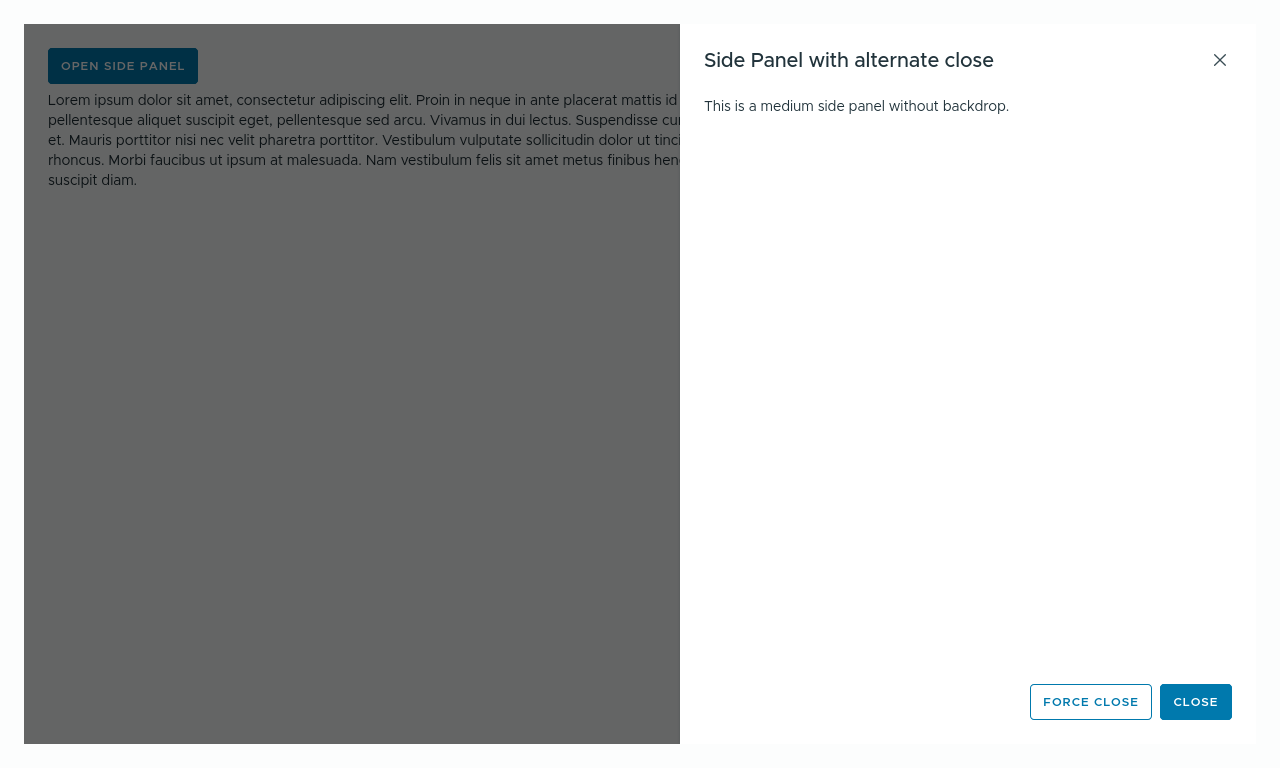 OPEN SIDE PANEL
Lorem ipsum dolor sit amet, consectetur adipiscing elit. Proin in neque in ante placerat mattis id
pellentesque aliquet suscipit eget, pellentesque sed arcu. Vivamus in dui lectus. Suspendisse
et. Mauris porttitor nisi nec velit pharetra porttitor. Vestibulum vulputate sollicitudin dolor ut
rhoncus. Morbi faucibus ut ipsum at malesuada. Nam vestibulum felis sit amet metus finibus
suscipit diam.
Side Panel with alternate close
This is a medium side panel without backdrop.
FORCE CLOSE
CLOSE